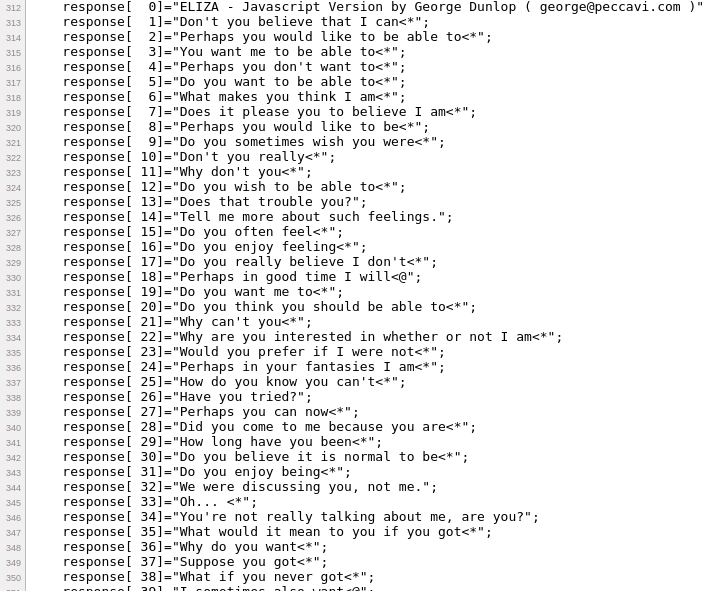 312 response[  0]="ELIZA - Javascript Version by George Dunlop ( george@peccavi.com )"
313 response[  1]="Don't you believe that I can<*";
314 response[  2]="Perhaps you would like to be able to<*";
315 response[  3]="You want me to be able to<*";
316 response[  4]="Perhaps you don't want to<*";
317 response[  5]="Do you want to be able to<*";
318 response[  6]="What makes you think I am<*";
319 response[  7]="Does it please you to believe I am<*";
320 response[  8]="Perhaps you would like to be<*";
321 response[  9]="Do you sometimes wish you were<*";
322 response[ 10]="Don't you really<*";
323 response[ 11]="Why don't you<*";
324 response[ 12]="Do you wish to be able to<*";
325 response[ 13]="Does that trouble you?";
326 response[ 14]="Tell me more about such feelings.";
327 response[ 15]="Do you often feel<*";
328 response[ 16]="Do you enjoy feeling<*";
329 response[ 17]="Do you really believe I don't<*";
330 response[ 18]="Perhaps in good time I will<@";
331 response[ 19]="Do you want me to<*";
332 response[ 20]="Do you think you should be able to<*";
333 response[ 21]="Why can't you<*";
334 response[ 22]="Why are you interested in whether or not I am<*";
335 response[ 23]="Would you prefer if I were not<*";
336 response[ 24]="Perhaps in your fantasies I am<*";
337 response[ 25]="How do you know you can't<*";
338 response[ 26]="Have you tried?";
339 response[ 27]="Perhaps you can now<*";
340 response[ 28]="Did you come to me because you are<*";
341 response[ 29]="How long have you been<*";
342 response[ 30]="Do you believe it is normal to be<*";
343 response[ 31]="Do you enjoy being<*";
344 response[ 32]="We were discussing you, not me.";
345 response[ 33]="Oh... <*";
346 response[ 34]="You're not really talking about me, are you?";
347 response[ 35]="What would it mean to you if you got<*";
348 response[ 36]="Why do you want<*";
349 response[ 37]="Suppose you got<*";
350 response[ 38]="What if you never got<*";
351 response[ 39]="I sometimes also want<@";